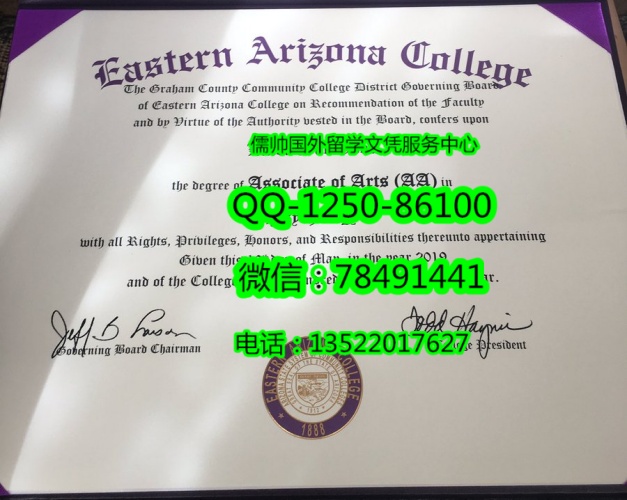 Eastern Arizona College
The Graham County Community College District Governing Board
of Eastern Arizona College on Recommendation of the Faculty
and by Virtue of the Authority vested in the Board, confers upon
儒帅国外留学文凭服务中心
the degree of Associate of Arts (AA) in
QQ-1250-86100
with all Rights, Privileges, Honors, and Responsibilities thereunto appertaining
Given this of May, in the year 2019
and of the College
微信：78491441
Governing Board Chairman
President
电话：13522017627
EASTERN COLLEGE
1888